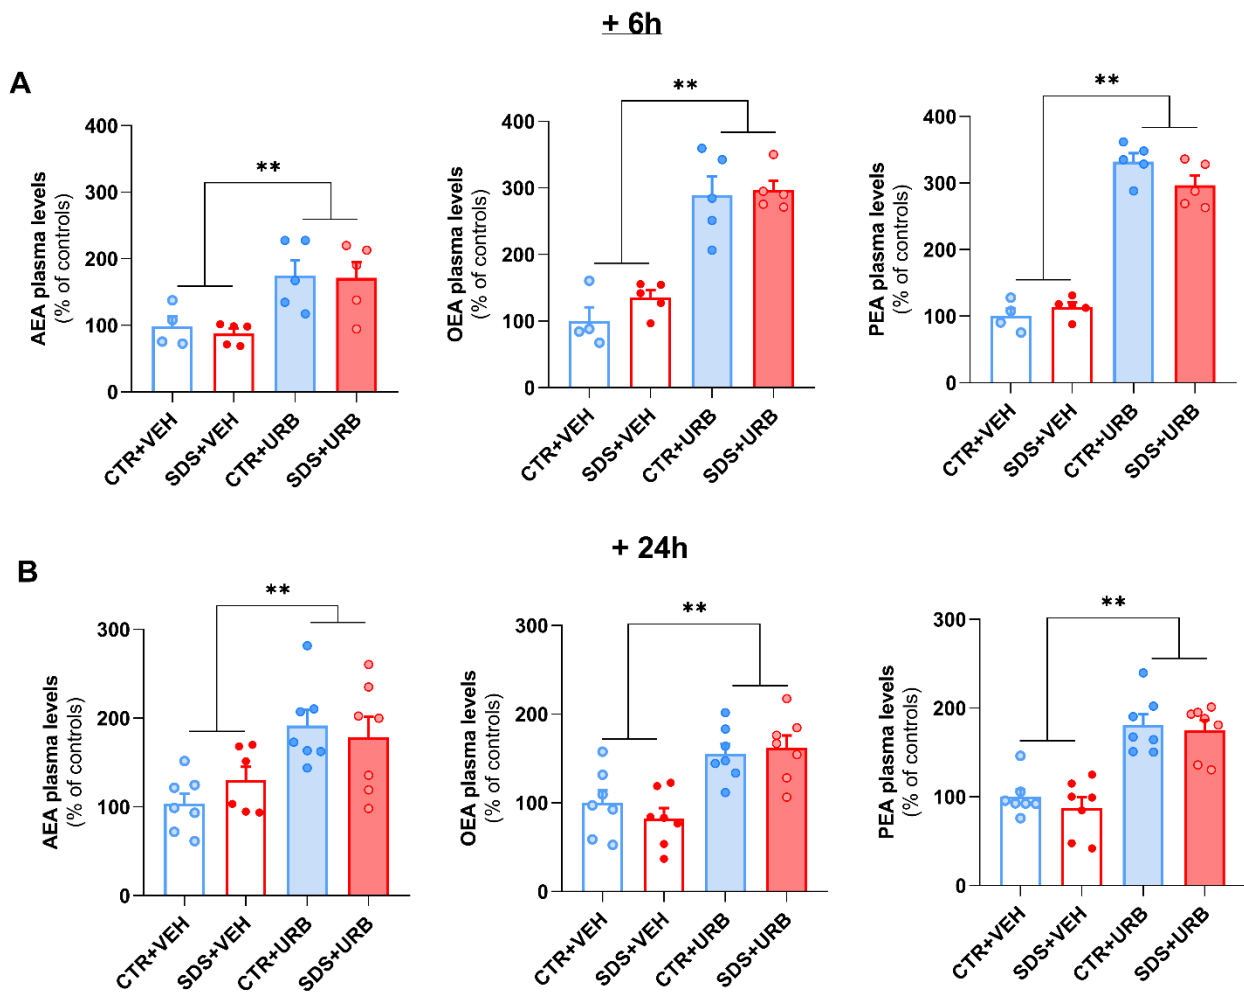 + 6h
A
**
AEA plasma levels
(% of controls)
400
300
200
100
0
CTR+VEH
SDS+VEH
CTR+URB
SDS+URB
**
OEA plasma levels
(% of controls)
400
300
200
100
0
CTR+VEH
SDS+VEH
CTR+URB
SDS+URB
**
PEA plasma levels
(% of controls)
400
300
200
100
0
CTR+VEH
SDS+VEH
CTR+URB
SDS+URB
+ 24h
B
**
AEA plasma levels
(% of controls)
300
200
100
0
CTR+VEH
SDS+VEH
CTR+URB
SDS+URB
**
OEA plasma levels
(% of controls)
300
200
100
0
CTR+VEH
SDS+VEH
CTR+URB
SDS+URB
**
PEA plasma levels
(% of controls)
300
200
100
0
CTR+VEH
SDS+VEH
CTR+URB
SDS+URB